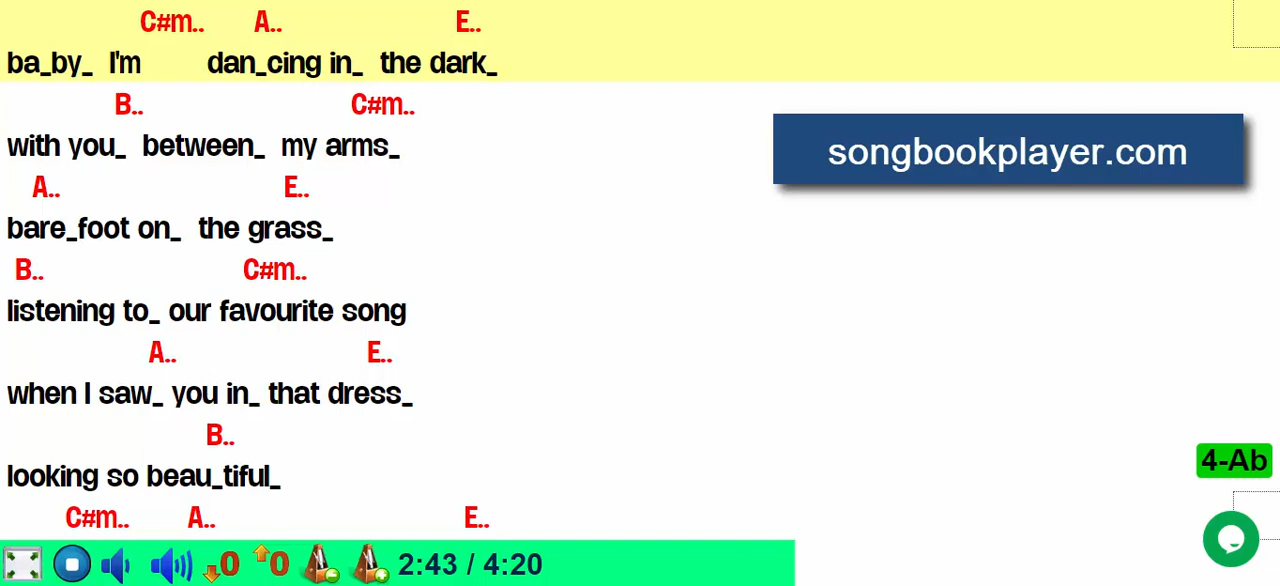 C#m.. A.. E..
ba_by_ I'm dan_cing in_ the dark_
B.. C#m..
with you_ between_ my arms_
songbookplayer.com
A.. E..
bare_foot on_ the grass_
B.. C#m..
listening to_ our favourite song
A.. E..
when I saw_ you in_ that dress_
B..
looking so beau_tiful_
4-Ab
C#m.. A.. E..
0 0 2:43 / 4:20